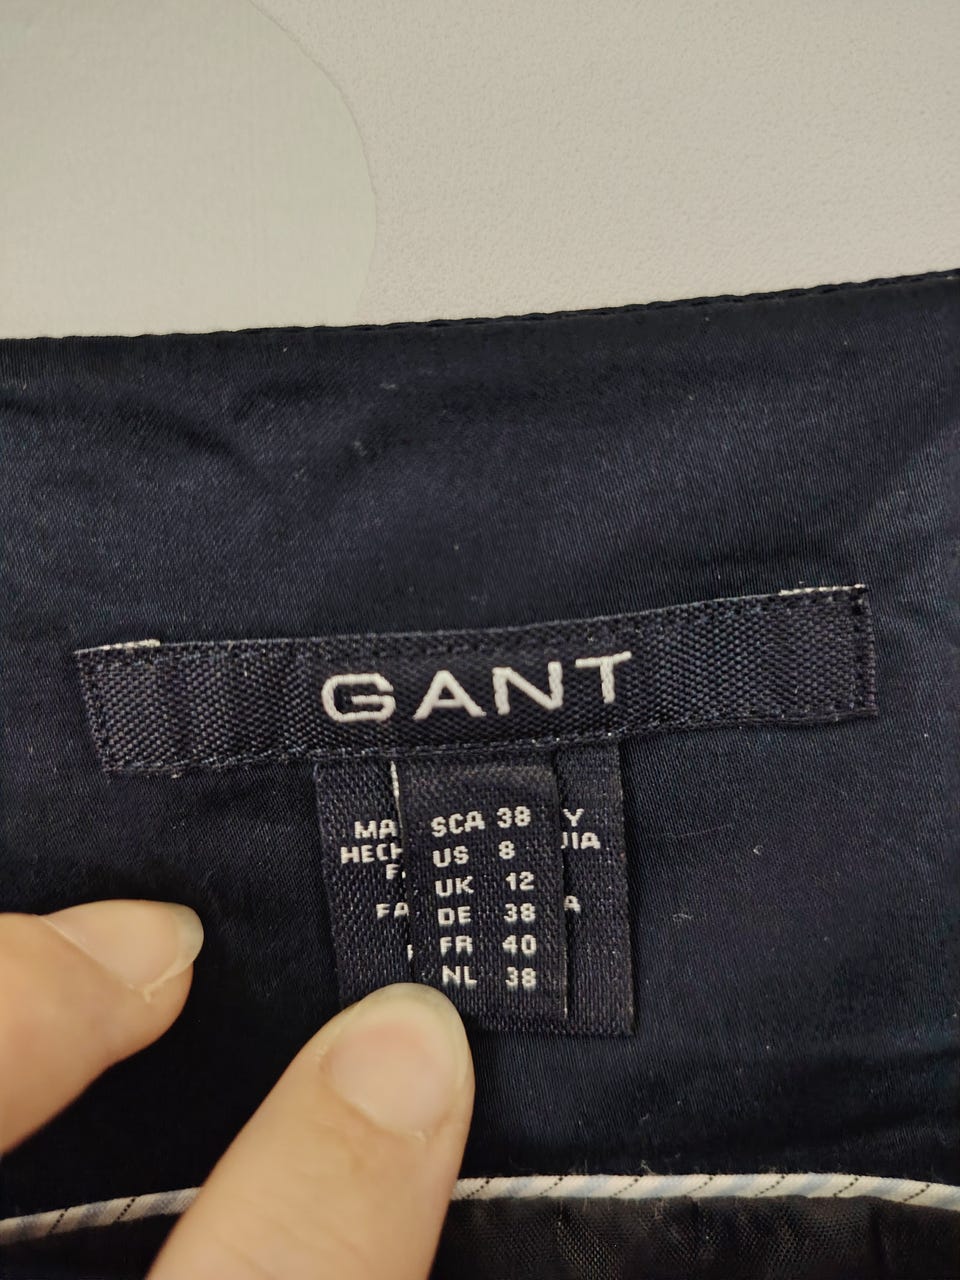 GANT
SCA 38
US 8
UK 12
DE 38
FR 40
NL 38